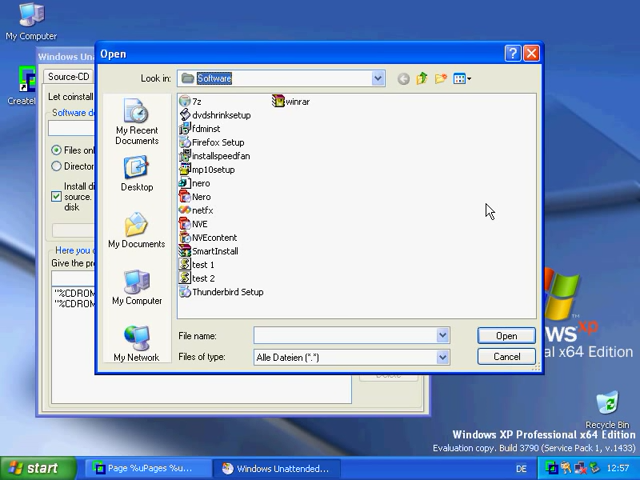 My Computer
Create
Windows Una
Source-CD
Let coinstall
Software de
Files onl
Director
Install di
source.
disk
Here you c
Give the pr
"%CDROM
"%CDROM
Open
Look in:
Software
My Recent
Documents
Desktop
My Documents
My Computer
My Network
7z
dvdshrinksetup
fdminst
Firefox Setup
installspeedfan
mp10setup
nero
Nero
netfx
NVE
NVEcontent
SmartInstall
test 1
test 2
Thunderbird Setup
winrar
File name:
Open
Files of type:
Alle Dateien (*.*)
Cancel
ws xp
al x64 Edition
Recycle Bin
Windows XP Professional x64 Edition
Evaluation copy. Build 3790 (Service Pack 1, v.1433)
start
Page %uPages %u...
Windows Unattended...
DE
12:57